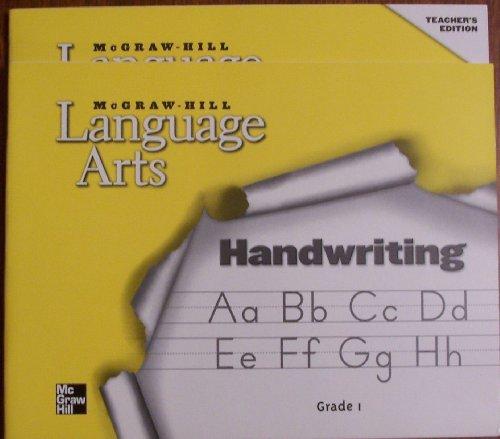 McGRAW-HILL
Language
TEACHER'S
EDITION
McGRAW-HILL
Language
Arts
Handwriting
Aa Bb Cc Dd
Ee Ff Gg Hh
Grade 1
Mc
Graw
Hill